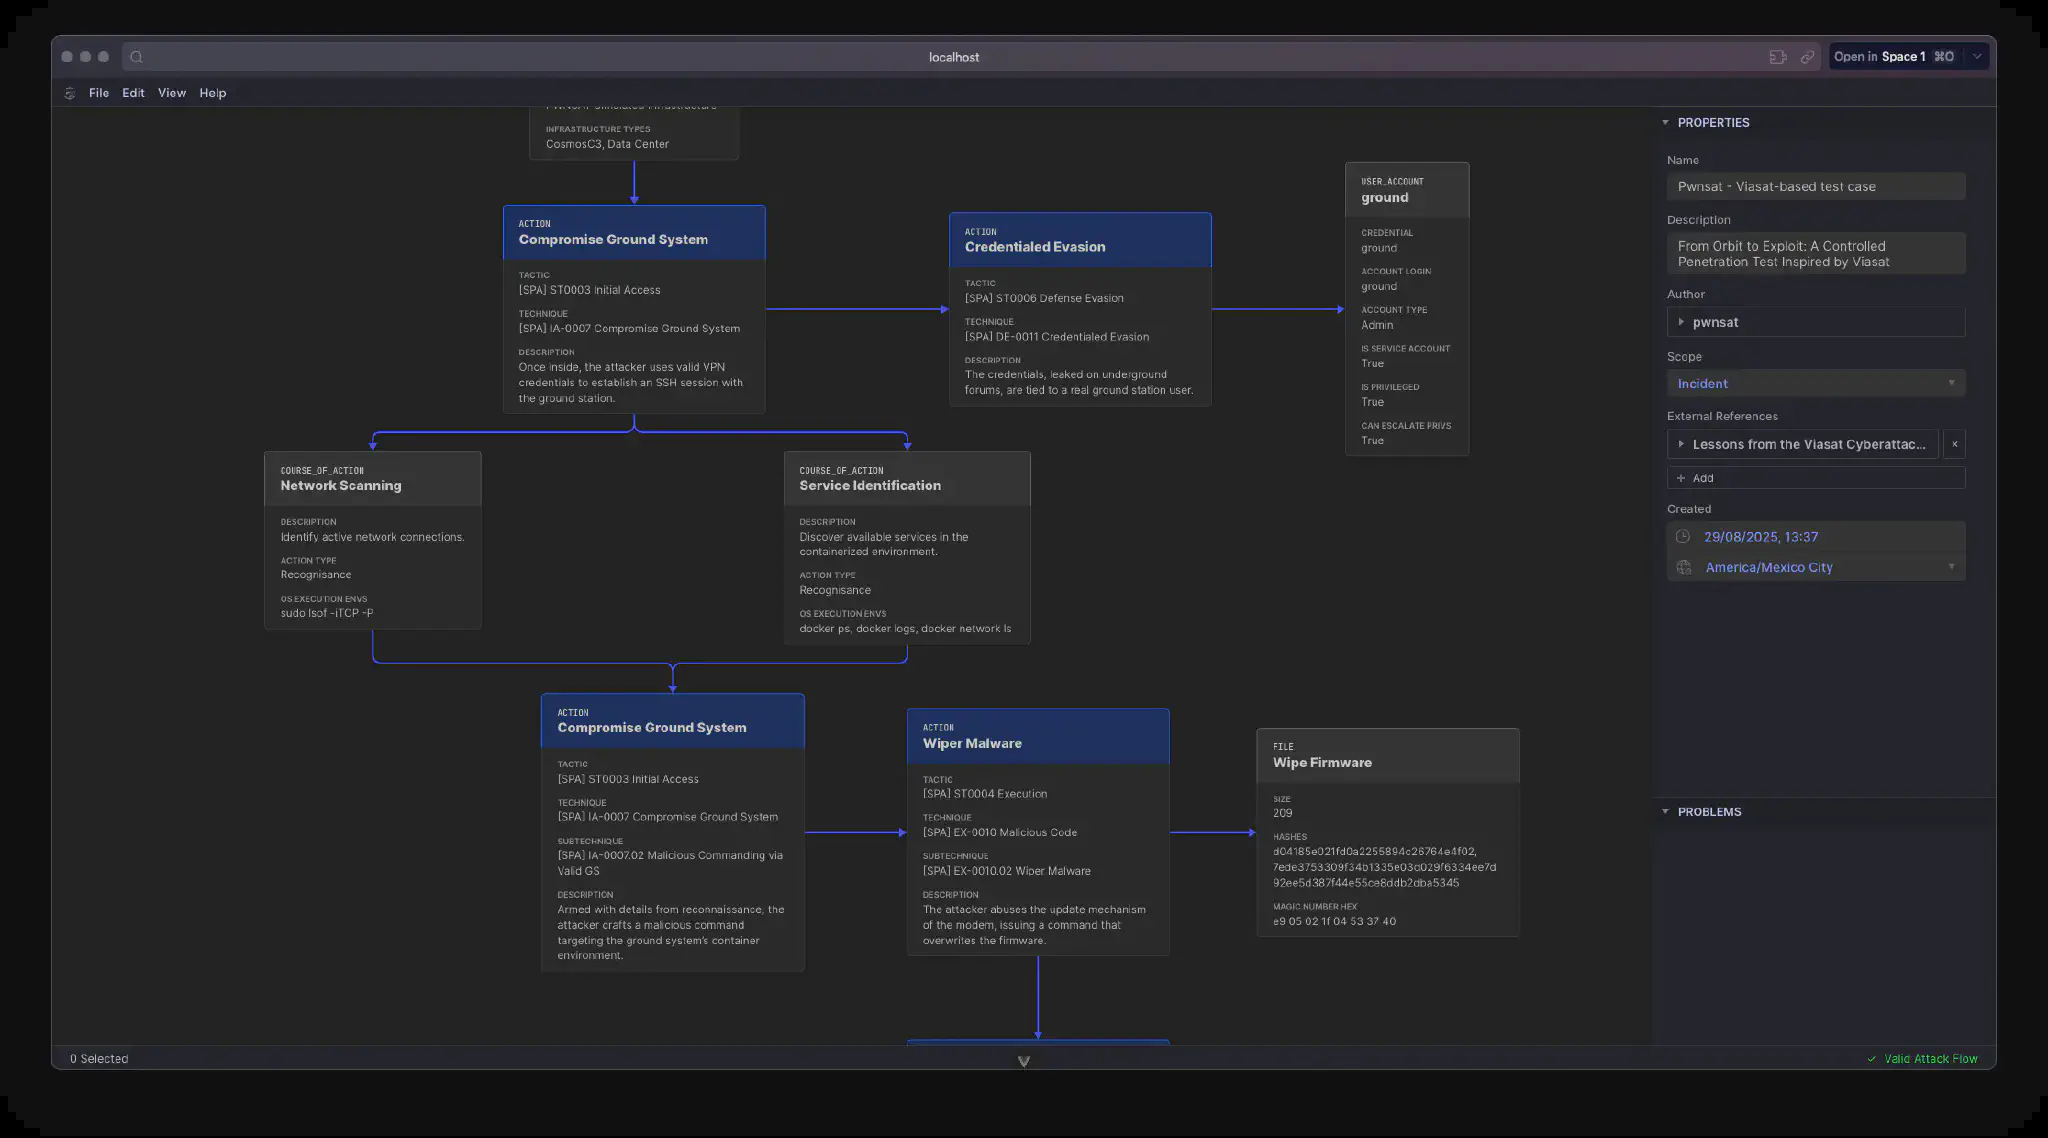 localhost
Open in Space 1 ⌘O
File Edit View Help
INFRASTRUCTURE TYPES
CosmosC3, Data Center
ACTION
Compromise Ground System
TACTIC
[SPA] ST0003 Initial Access
TECHNIQUE
[SPA] IA-0007 Compromise Ground System
DESCRIPTION
Once inside, the attacker uses valid VPN
credentials to establish an SSH session with
the ground station.
ACTION
Credentialed Evasion
TACTIC
[SPA] ST0006 Defense Evasion
TECHNIQUE
[SPA] DE-0011 Credentialed Evasion
DESCRIPTION
The credentials, leaked on underground
forums, are tied to a real ground station user.
USER_ACCOUNT
ground
CREDENTIAL
ground
ACCOUNT LOGIN
ground
ACCOUNT TYPE
Admin
IS SERVICE ACCOUNT
True
IS PRIVILEGED
True
CAN ESCALATE PRIVS
True
COURSE_OF_ACTION
Network Scanning
DESCRIPTION
Identify active network connections.
ACTION TYPE
Recognisance
OS EXECUTION ENVS
sudo lsof -iTCP -P
COURSE_OF_ACTION
Service Identification
DESCRIPTION
Discover available services in the
containerized environment.
ACTION TYPE
Recognisance
OS EXECUTION ENVS
docker ps, docker logs, docker network ls
ACTION
Compromise Ground System
TACTIC
[SPA] ST0003 Initial Access
TECHNIQUE
[SPA] IA-0007 Compromise Ground System
SUBTECHNIQUE
[SPA] IA-0007.02 Malicious Commanding via
Valid GS
DESCRIPTION
Armed with details from reconnaissance, the
attacker crafts a malicious command
targeting the ground system's container
environment.
ACTION
Wiper Malware
TACTIC
[SPA] ST0004 Execution
TECHNIQUE
[SPA] EX-0010 Malicious Code
SUBTECHNIQUE
[SPA] EX-0010.02 Wiper Malware
DESCRIPTION
The attacker abuses the update mechanism
of the modem, issuing a command that
overwrites the firmware.
FILE
Wipe Firmware
SIZE
209
HASHES
d04185e021fd0a2255894c26764e4f02,
7ede3753309f34b1335e03d029f6334ee7d
92ee5d387f44e55ce8ddb2dba5345
MAGIC NUMBER HEX
e9 05 02 1f 04 53 37 40
PROPERTIES
Name
Pwnsat - Viasat-based test case
Description
From Orbit to Exploit: A Controlled
Penetration Test Inspired by Viasat
Author
pwnsat
Scope
Incident
External References
Lessons from the Viasat Cyberattac...
+ Add
Created
29/08/2025, 13:37
America/Mexico City
PROBLEMS
0 Selected
Valid Attack Flow